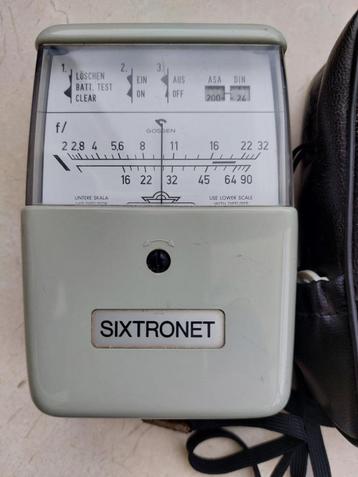 1. 2. 3.
LÖSCHEN EIN AUS ASA DIN
BATT. TEST
CLEAR ON OFF 200 24
f/ GOSSEN
2 2,8 4 5,6 8 11 16 22 32
16 22 32 45 64 90
UNTERE SKALA USE LOWER SCALE
SIXTRONET